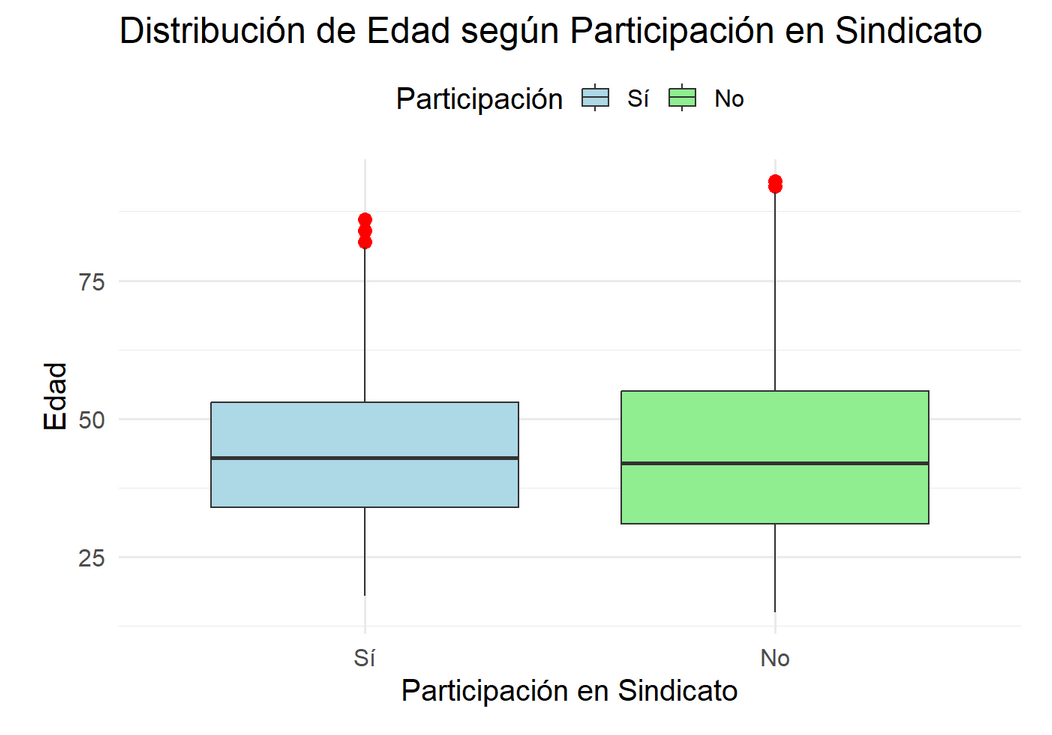 Distribución de Edad según Participación en Sindicato
Participación Sí No
75
50
25
Edad
Sí No
Participación en Sindicato